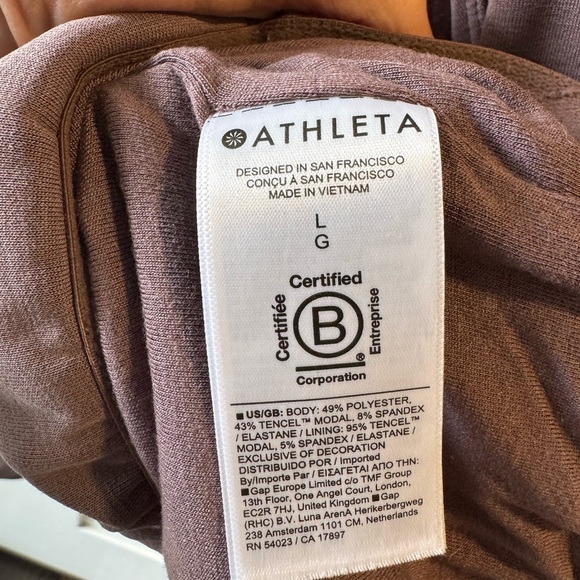 ATHLETA
DESIGNED IN SAN FRANCISCO
CONÇU À SAN FRANCISCO
MADE IN VIETNAM
L
G
Certified
Certifiée
B
Entreprise
®
Corporation
■US/GB: BODY: 49% POLYESTER,
43% TENCEL™ MODAL, 8% SPANDEX
/ ELASTANE / LINING: 95% TENCEL™
MODAL, 5% SPANDEX / ELASTANE /
EXCLUSIVE OF DECORATION
DISTRIBUIDO POR / Imported
By/Importe Par / ΕΙΣΑΓΕΤΑΙ ΑΠΟ ΤΗΝ:
■Gap Europe Limited c/o TMF Group,
13th Floor, One Angel Court, London,
EC2R 7HJ, United Kingdom ■Gap
(RHC) B.V. Luna ArenA Herikerbergweg
238 Amsterdam 1101 CM, Netherlands
RN 54023 / CA 17897